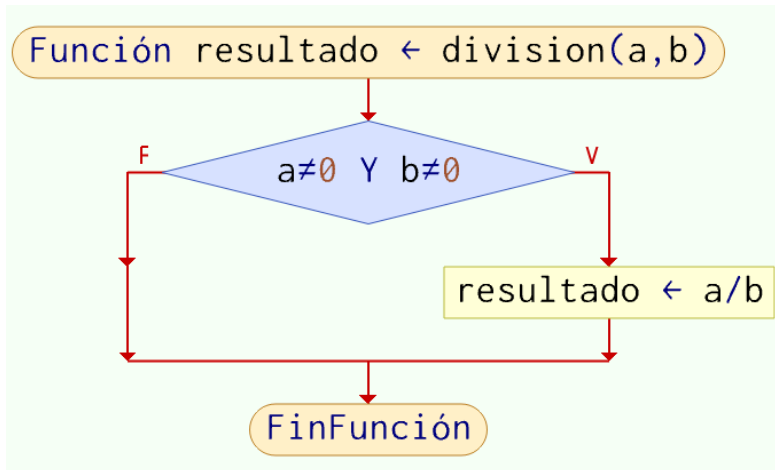 Función resultado ← division(a,b)
F
a≠0 Y b≠0
V
resultado ← a/b
FinFunción